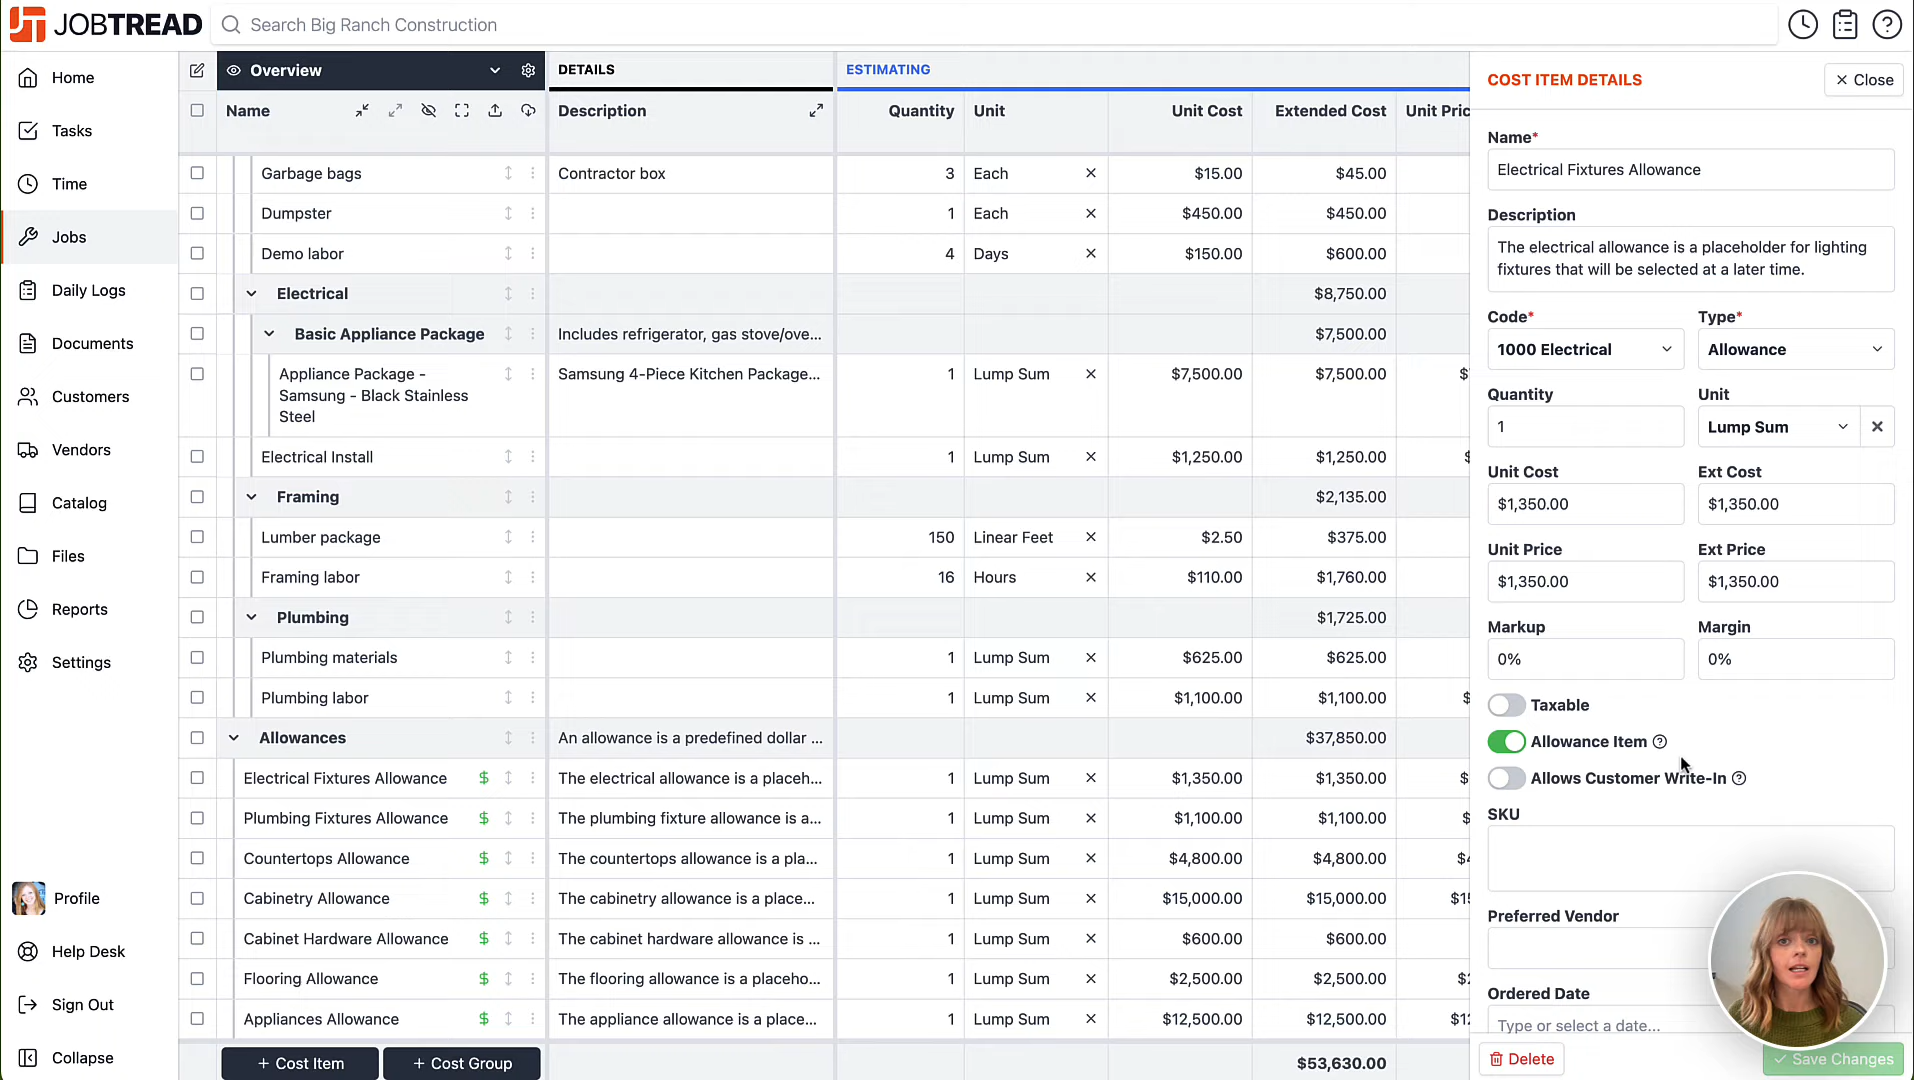 JOBTREAD
Search Big Ranch Construction
Home
Tasks
Time
Jobs
Daily Logs
Documents
Customers
Vendors
Catalog
Files
Reports
Settings
Profile
Help Desk
Sign Out
Collapse
Overview
DETAILS
ESTIMATING
Name
Description
Quantity
Unit
Unit Cost
Extended Cost
Unit Pric
Garbage bags
Contractor box
3
Each
$15.00
$45.00
Dumpster
1
Each
$450.00
$450.00
Demo labor
4
Days
$150.00
$600.00
Electrical
$8,750.00
Basic Appliance Package
Includes refrigerator, gas stove/ove...
$7,500.00
Appliance Package -
Samsung - Black Stainless
Steel
Samsung 4-Piece Kitchen Package...
1
Lump Sum
$7,500.00
$7,500.00
Electrical Install
1
Lump Sum
$1,250.00
$1,250.00
Framing
$2,135.00
Lumber package
150
Linear Feet
$2.50
$375.00
Framing labor
16
Hours
$110.00
$1,760.00
Plumbing
$1,725.00
Plumbing materials
1
Lump Sum
$625.00
$625.00
Plumbing labor
1
Lump Sum
$1,100.00
$1,100.00
Allowances
An allowance is a predefined dollar ...
$37,850.00
Electrical Fixtures Allowance
$
The electrical allowance is a placeh...
1
Lump Sum
$1,350.00
$1,350.00
Plumbing Fixtures Allowance
$
The plumbing fixture allowance is a...
1
Lump Sum
$1,100.00
$1,100.00
Countertops Allowance
$
The countertops allowance is a pla...
1
Lump Sum
$4,800.00
$4,800.00
Cabinetry Allowance
$
The cabinetry allowance is a place...
1
Lump Sum
$15,000.00
$15,000.00
Cabinet Hardware Allowance
$
The cabinet hardware allowance is ...
1
Lump Sum
$600.00
$600.00
Flooring Allowance
$
The flooring allowance is a placeho...
1
Lump Sum
$2,500.00
$2,500.00
Appliances Allowance
$
The appliance allowance is a place...
1
Lump Sum
$12,500.00
$12,500.00
+ Cost Item
+ Cost Group
$53,630.00
COST ITEM DETAILS
Close
Name*
Electrical Fixtures Allowance
Description
The electrical allowance is a placeholder for lighting
fixtures that will be selected at a later time.
Code*
Type*
1000 Electrical
Allowance
Quantity
Unit
1
Lump Sum
Unit Cost
Ext Cost
$1,350.00
$1,350.00
Unit Price
Ext Price
$1,350.00
$1,350.00
Markup
Margin
0%
0%
Taxable
Allowance Item
Allows Customer Write-In
SKU
Preferred Vendor
Ordered Date
Type or select a date...
Delete
Save Changes